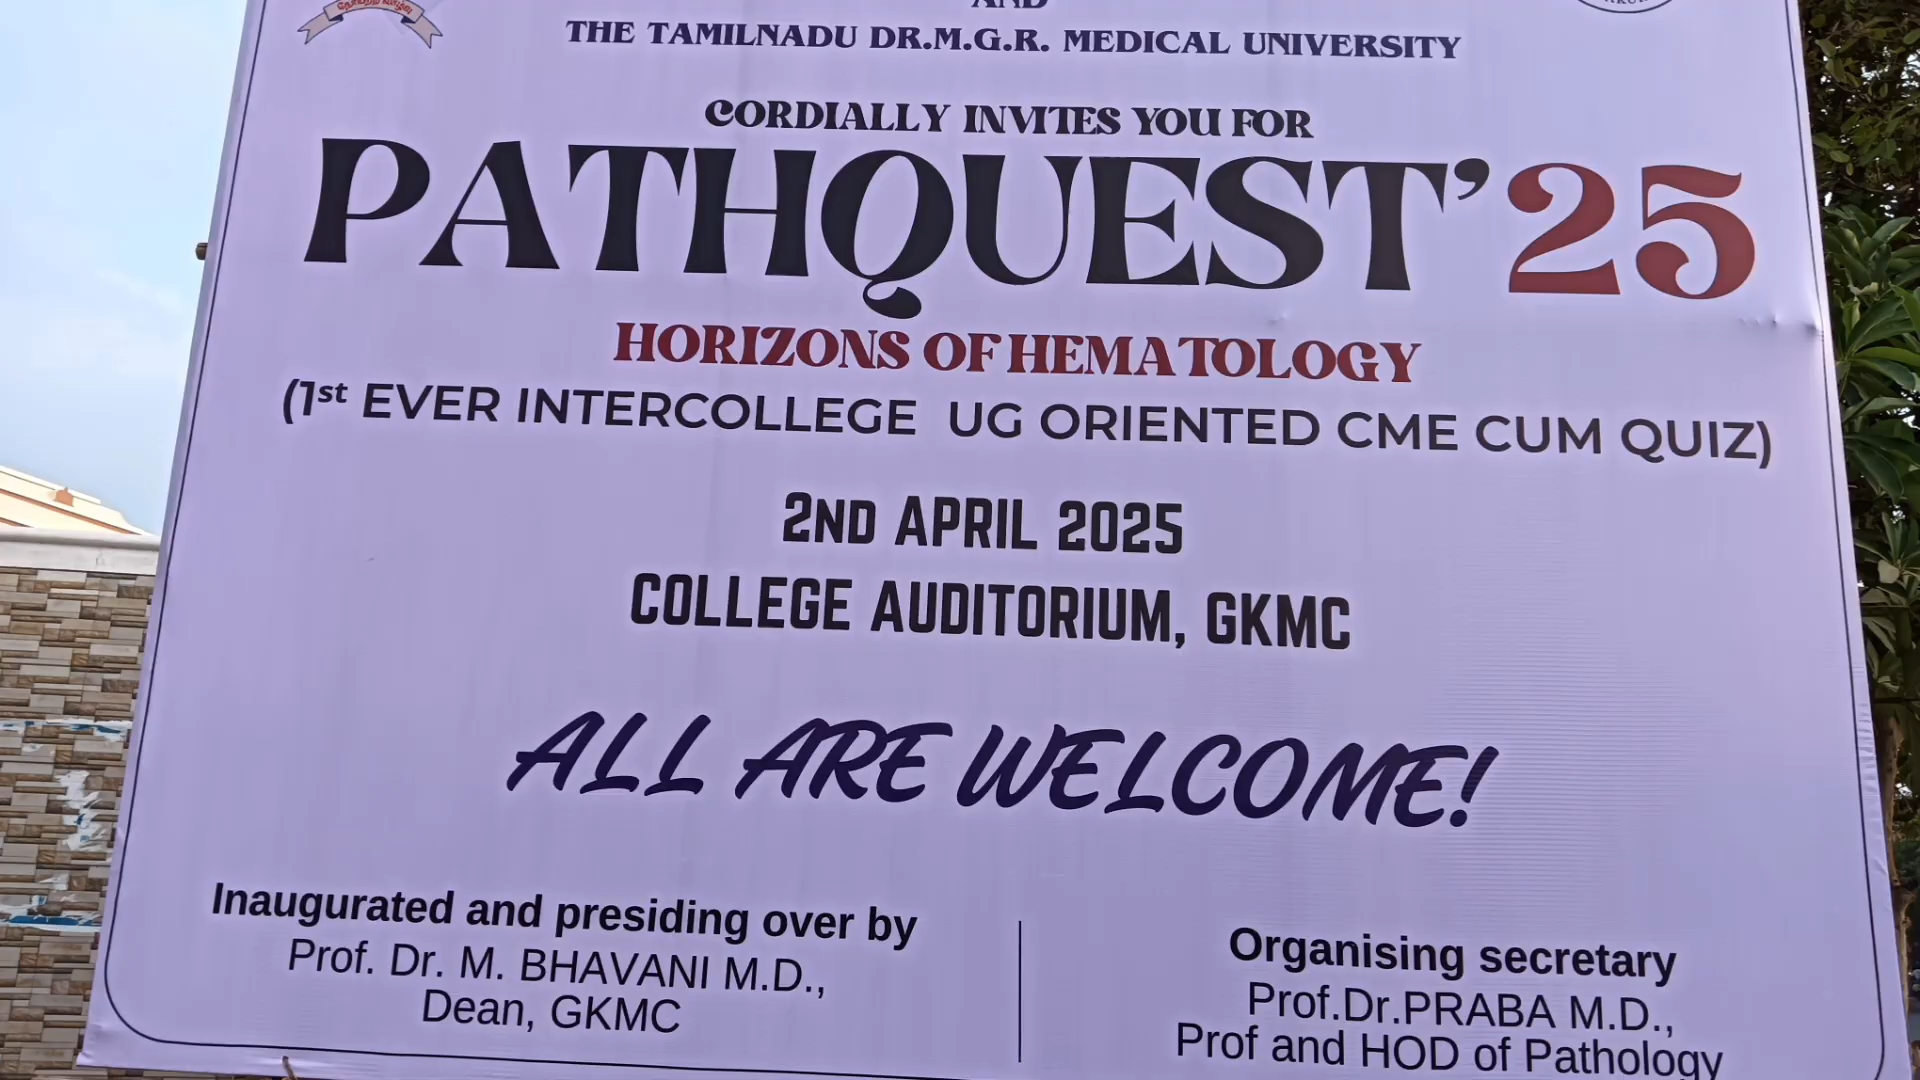 AND
THE TAMILNADU DR.M.G.R. MEDICAL UNIVERSITY
CORDIALLY INVITES YOU FOR
PATHQUEST’25
HORIZONS OF HEMATOLOGY
(1st EVER INTERCOLLEGE UG ORIENTED CME CUM QUIZ)
2ND APRIL 2025
COLLEGE AUDITORIUM, GKMC
ALL ARE WELCOME!
Inaugurated and presiding over by
Prof. Dr. M. BHAVANI M.D.,
Dean, GKMC
Organising secretary
Prof.Dr.PRABA M.D.,
Prof and HOD of Pathology